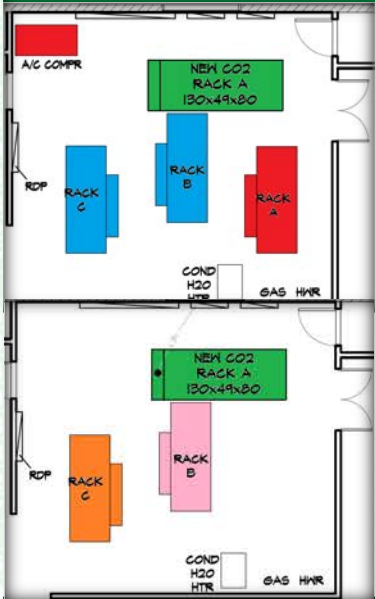 A/C COMPR
NEW CO2
RACK A
130x49x80
RACK
B
RACK
C
RACK
A
RDP
COND
H2O
HTR
GAS HWR
NEW CO2
RACK A
130x49x80
RACK
B
RACK
C
RDP
COND
H2O
HTR
GAS HWR